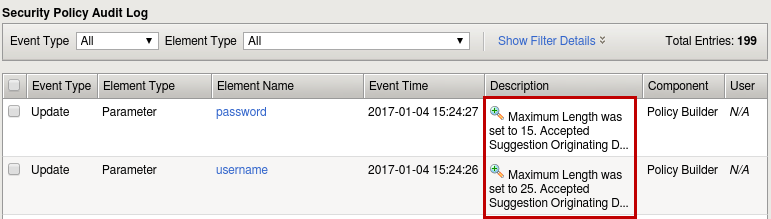 Security Policy Audit Log
Event Type All Element Type All Show Filter Details Total Entries: 199
Event Type Element Type Element Name Event Time Description Component User
Update Parameter password 2017-01-04 15:24:27 Maximum Length was Policy Builder N/A
set to 15. Accepted
Suggestion Originating D...
Update Parameter username 2017-01-04 15:24:26 Maximum Length was Policy Builder N/A
set to 25. Accepted
Suggestion Originating D...